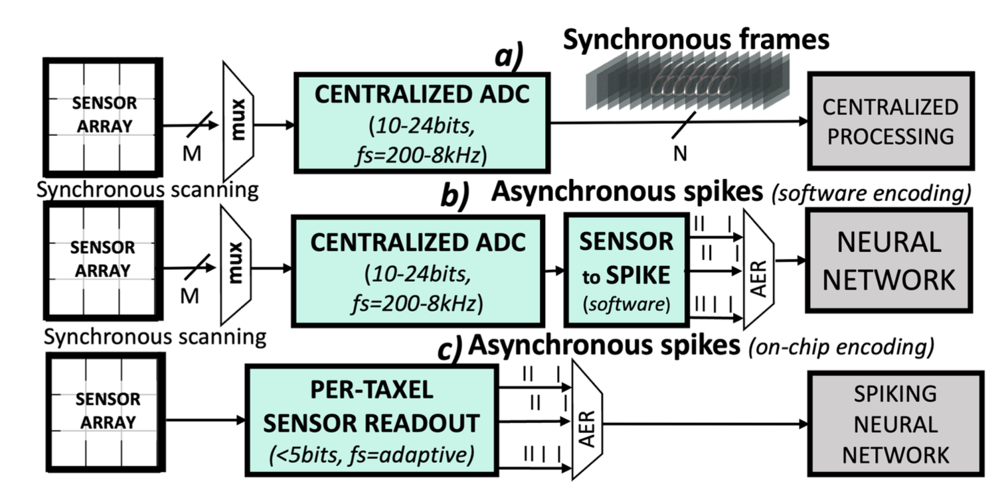 a)
Synchronous frames
SENSOR
ARRAY
M
mux
CENTRALIZED ADC
(10-24bits,
fs=200-8kHz)
N
CENTRALIZED
PROCESSING
Synchronous scanning
b)
Asynchronous spikes (software encoding)
SENSOR
ARRAY
M
mux
CENTRALIZED ADC
(10-24bits,
fs=200-8kHz)
SENSOR
to SPIKE
(software)
AER
NEURAL
NETWORK
Synchronous scanning
c) Asynchronous spikes (on-chip encoding)
SENSOR
ARRAY
PER-TAXEL
SENSOR READOUT
(<5bits, fs=adaptive)
AER
SPIKING
NEURAL
NETWORK